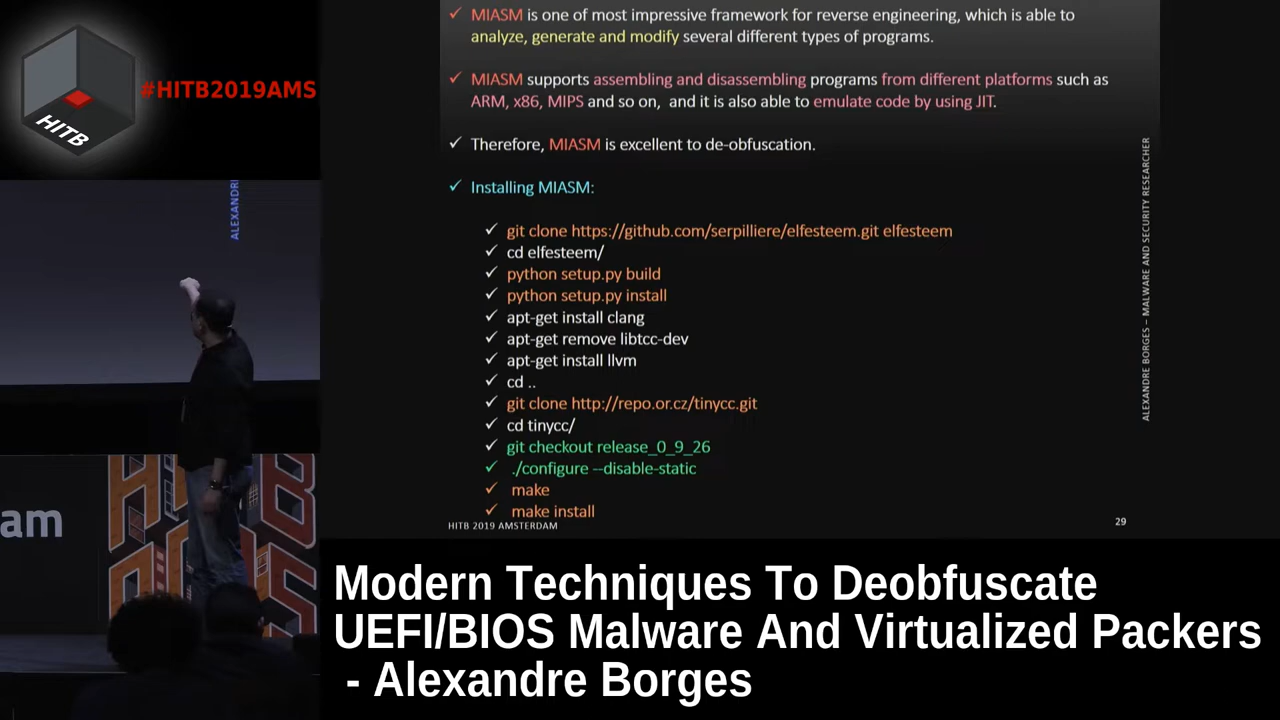 MIASM is one of most impressive framework for reverse engineering, which is able to
analyze, generate and modify several different types of programs.
MIASM supports assembling and disassembling programs from different platforms such as
ARM, x86, MIPS and so on, and it is also able to emulate code by using JIT.
Therefore, MIASM is excellent to de-obfuscation.
Installing MIASM:
git clone https://github.com/serpilliere/elfesteem.git elfesteem
cd elfesteem/
python setup.py build
python setup.py install
apt-get install clang
apt-get remove libtcc-dev
apt-get install llvm
cd ..
git clone http://repo.or.cz/tinycc.git
cd tinycc/
git checkout release_0_9_26
./configure --disable-static
make
make install
HITB 2019 AMSTERDAM
29
ALEXANDRE BORGES – MALWARE AND SECURITY RESEARCHER
#HITB2019AMS
HITB
ALEXANDRE
am
Modern Techniques To Deobfuscate
UEFI/BIOS Malware And Virtualized Packers
- Alexandre Borges